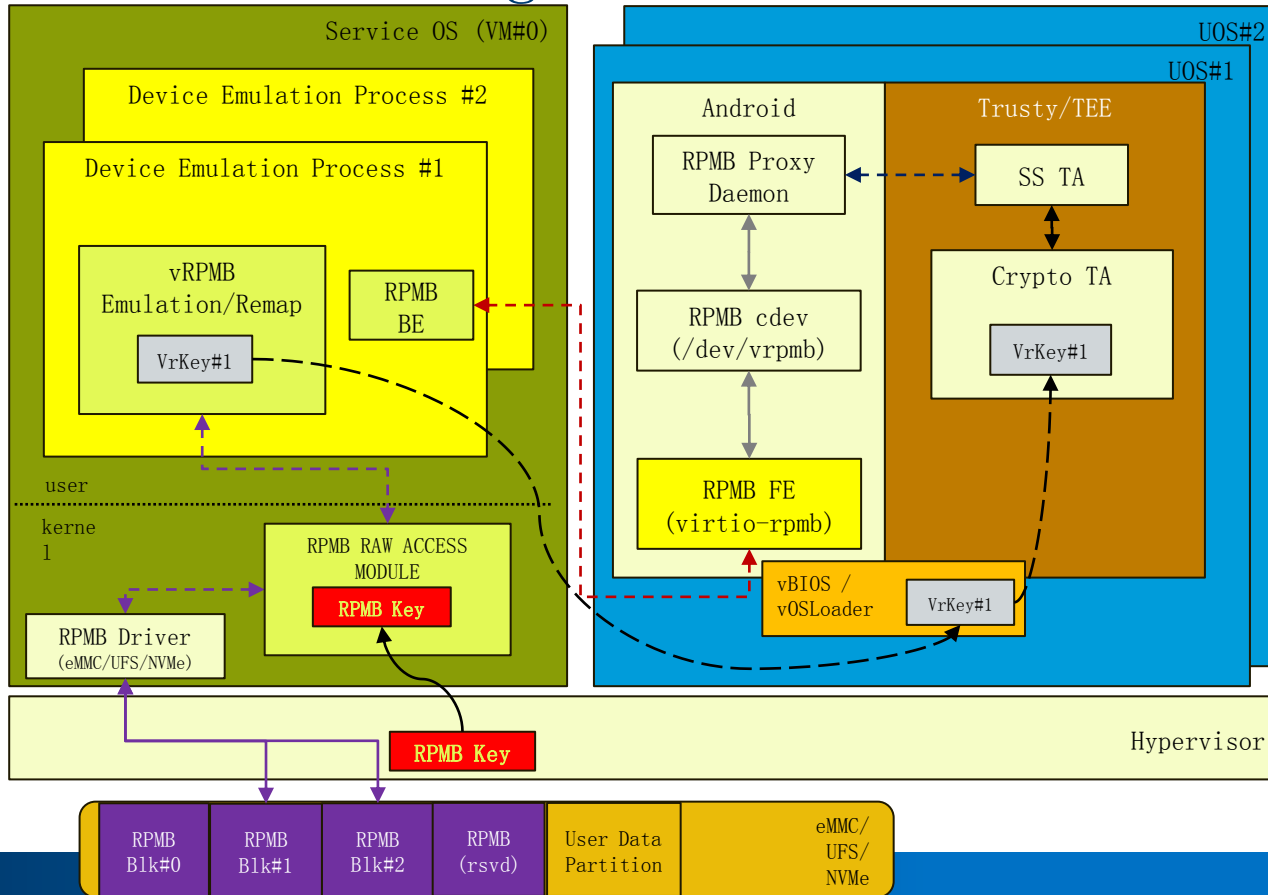 Service OS (VM#0)
Device Emulation Process #2
Device Emulation Process #1
vRPMB
Emulation/Remap
VrKey#1
RPMB
BE
user
kerne
l
RPMB RAW ACCESS
MODULE
RPMB Key
RPMB Driver
(eMMC/UFS/NVMe)
UOS#2
UOS#1
Android
RPMB Proxy
Daemon
RPMB cdev
(/dev/vrpmb)
RPMB FE
(virtio-rpmb)
Trusty/TEE
SS TA
Crypto TA
VrKey#1
vBIOS /
vOSLoader
VrKey#1
RPMB Key
Hypervisor
RPMB
Blk#0
RPMB
Blk#1
RPMB
Blk#2
RPMB
(rsvd)
User Data
Partition
eMMC/
UFS/
NVMe